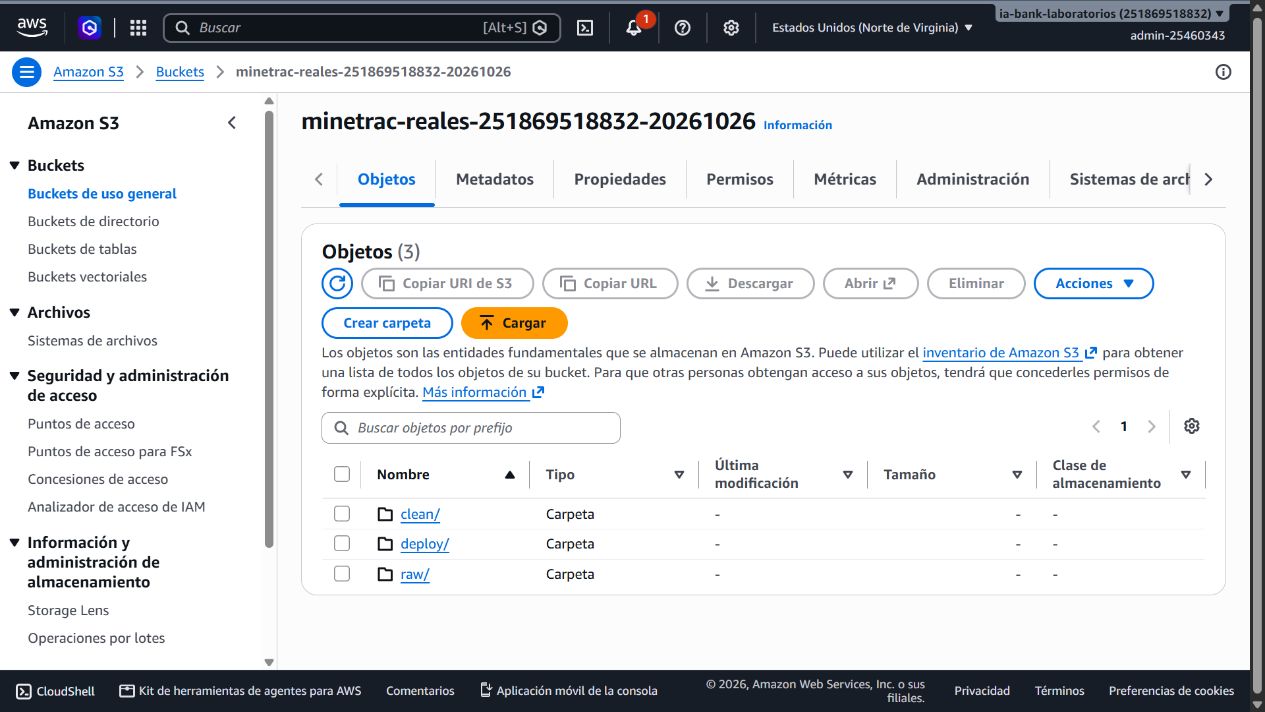 aws
Buscar
[Alt+S]
1
Estados Unidos (Norte de Virginia) ▼
ia-bank-laboratorios (251869518832) ▼
admin-25460343
Amazon S3
Buckets
minetrac-reales-251869518832-20261026
Amazon S3
Buckets
Buckets de uso general
Buckets de directorio
Buckets de tablas
Buckets vectoriales
Archivos
Sistemas de archivos
Seguridad y administración
de acceso
Puntos de acceso
Puntos de acceso para FSx
Concesiones de acceso
Analizador de acceso de IAM
Información y
administración de
almacenamiento
Storage Lens
Operaciones por lotes
minetrac-reales-251869518832-20261026 Información
Objetos
Metadatos
Propiedades
Permisos
Métricas
Administración
Sistemas de arch
Objetos (3)
Copiar URI de S3
Copiar URL
Descargar
Abrir
Eliminar
Acciones
Crear carpeta
Cargar
Los objetos son las entidades fundamentales que se almacenan en Amazon S3. Puede utilizar el inventario de Amazon S3 para obtener
una lista de todos los objetos de su bucket. Para que otras personas obtengan acceso a sus objetos, tendrá que concederles permisos de
forma explícita. Más información
Buscar objetos por prefijo
1
Nombre
Tipo
Última
modificación
Tamaño
Clase de
almacenamiento
clean/ Carpeta - - -
deploy/ Carpeta - - -
raw/ Carpeta - - -
CloudShell
Kit de herramientas de agentes para AWS
Comentarios
Aplicación móvil de la consola
© 2026, Amazon Web Services, Inc. o sus
filiales.
Privacidad
Términos
Preferencias de cookies